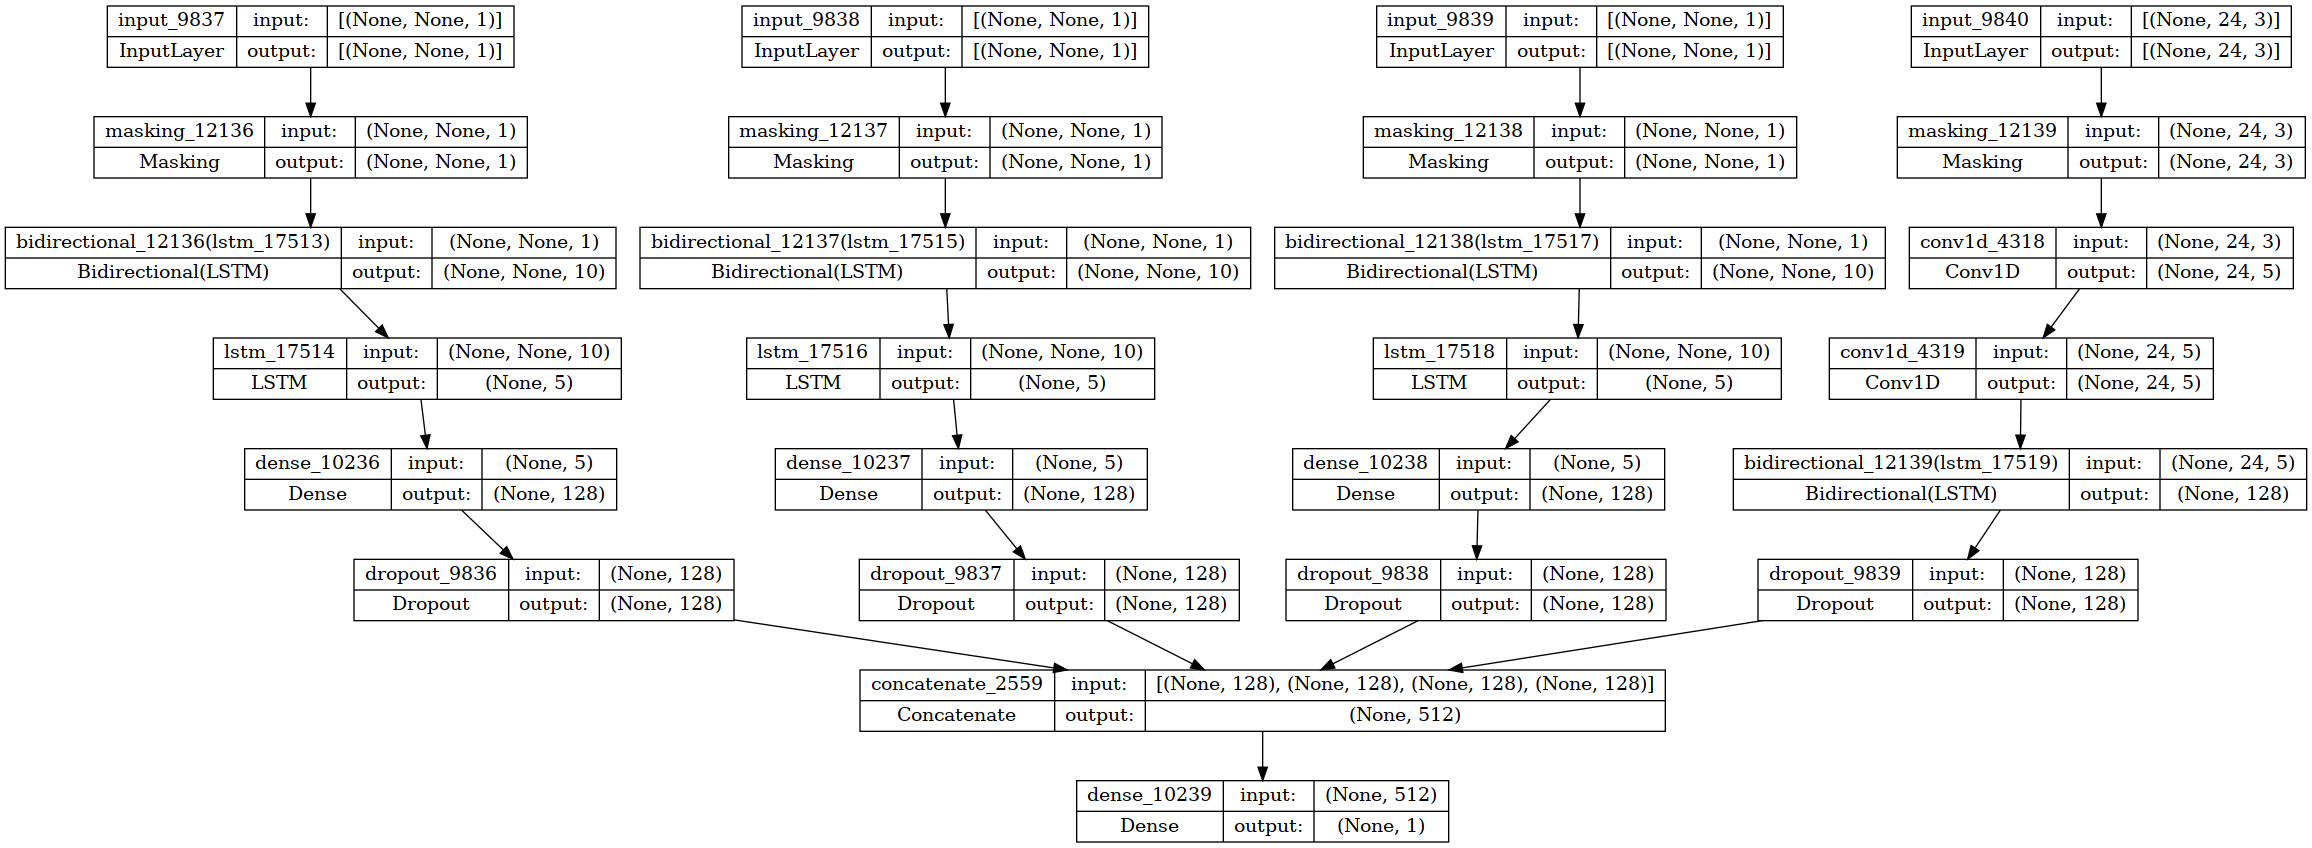 input_9837 input: [(None, None, 1)]
InputLayer output: [(None, None, 1)]
input_9838 input: [(None, None, 1)]
InputLayer output: [(None, None, 1)]
input_9839 input: [(None, None, 1)]
InputLayer output: [(None, None, 1)]
input_9840 input: [(None, 24, 3)]
InputLayer output: [(None, 24, 3)]
masking_12136 input: (None, None, 1)
Masking output: (None, None, 1)
masking_12137 input: (None, None, 1)
Masking output: (None, None, 1)
masking_12138 input: (None, None, 1)
Masking output: (None, None, 1)
masking_12139 input: (None, 24, 3)
Masking output: (None, 24, 3)
bidirectional_12136(lstm_17513) input: (None, None, 1)
Bidirectional(LSTM) output: (None, None, 10)
bidirectional_12137(lstm_17515) input: (None, None, 1)
Bidirectional(LSTM) output: (None, None, 10)
bidirectional_12138(lstm_17517) input: (None, None, 1)
Bidirectional(LSTM) output: (None, None, 10)
conv1d_4318 input: (None, 24, 3)
Conv1D output: (None, 24, 5)
lstm_17514 input: (None, None, 10)
LSTM output: (None, 5)
lstm_17516 input: (None, None, 10)
LSTM output: (None, 5)
lstm_17518 input: (None, None, 10)
LSTM output: (None, 5)
conv1d_4319 input: (None, 24, 5)
Conv1D output: (None, 24, 5)
dense_10236 input: (None, 5)
Dense output: (None, 128)
dense_10237 input: (None, 5)
Dense output: (None, 128)
dense_10238 input: (None, 5)
Dense output: (None, 128)
bidirectional_12139(lstm_17519) input: (None, 24, 5)
Bidirectional(LSTM) output: (None, 128)
dropout_9836 input: (None, 128)
Dropout output: (None, 128)
dropout_9837 input: (None, 128)
Dropout output: (None, 128)
dropout_9838 input: (None, 128)
Dropout output: (None, 128)
dropout_9839 input: (None, 128)
Dropout output: (None, 128)
concatenate_2559 input: [(None, 128), (None, 128), (None, 128), (None, 128)]
Concatenate output: (None, 512)
dense_10239 input: (None, 512)
Dense output: (None, 1)